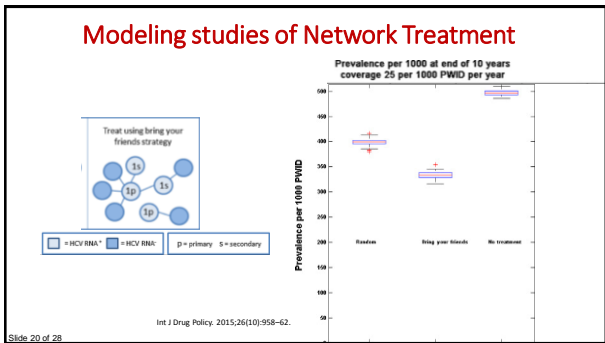 Modeling studies of Network Treatment
Prevalence per 1000 at end of 10 years
coverage 25 per 1000 PWID per year
Treat using bring your
friends strategy
1s
1s
1p
1p
= HCV RNA+
= HCV RNA-
p = primary s = secondary
Prevalence per 1000 PWID
500
450
400
350
300
250
200
150
100
50
0
Random
Bring your friends
No treatment
Int J Drug Policy. 2015;26(10):958–62.
Slide 20 of 28